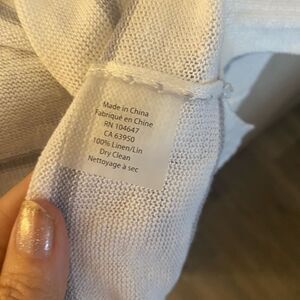 Made in China
Fabriqué en Chine
RN 104647
CA 63950
100% Linen/Lin
Dry Clean
Nettoyage à sec